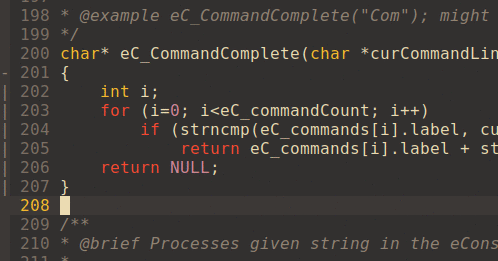 198 * @example eC_CommandComplete("Com"); might
199 */
200 char* eC_CommandComplete(char *curCommandLin
201 {
202 int i;
203 for (i=0; i<eC_commandCount; i++)
204 if (strncmp(eC_commands[i].label, cu
205 return eC_commands[i].label + st
206 return NULL;
207 }
208
209 /**
210 * @brief Processes given string in the eCons
211 *